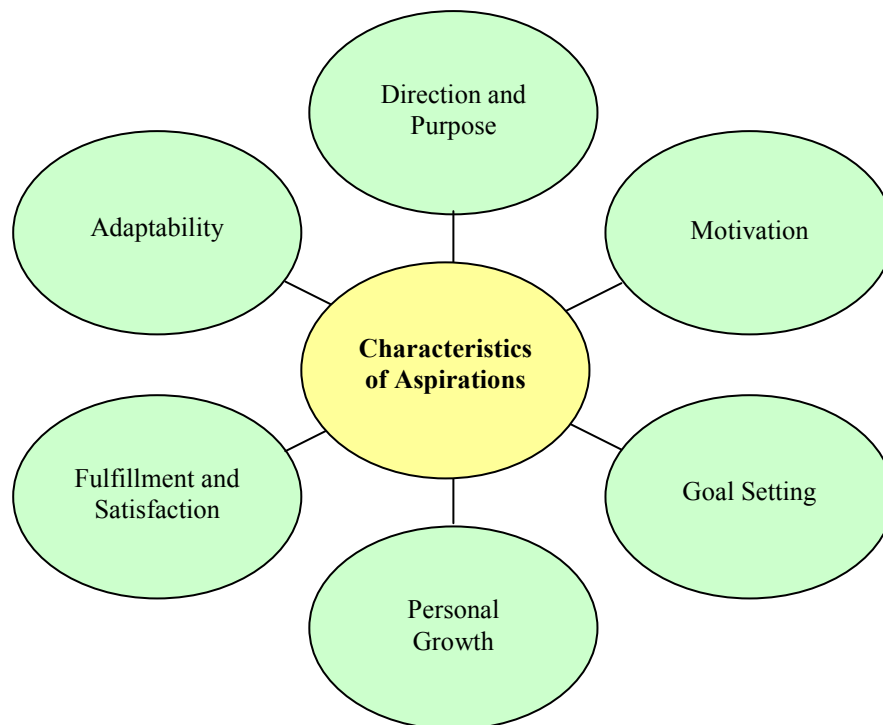 Direction and
Purpose
Adaptability
Motivation
Characteristics
of Aspirations
Fulfillment and
Satisfaction
Goal Setting
Personal
Growth